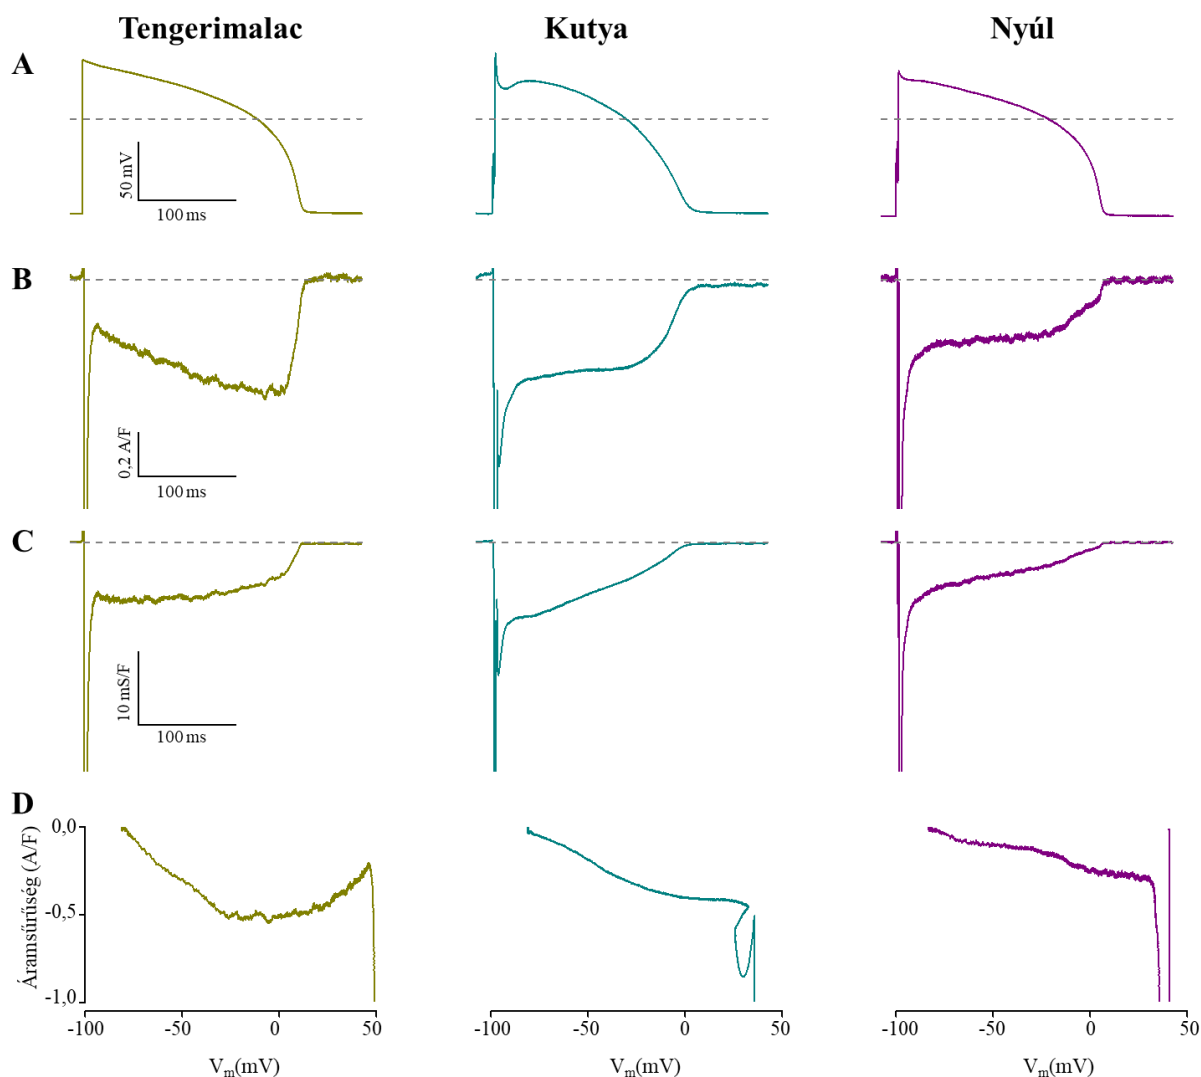 Tengerimalac Kutya Nyúl
A
50 mV
100 ms
B
0,2 A/F
100 ms
C
10 mS/F
100 ms
D
Áramsűrűség (A/F)
0,0
-0,5
-1,0
-100 -50 0 50 -100 -50 0 50 -100 -50 0 50
Vm(mV) Vm(mV) Vm(mV)